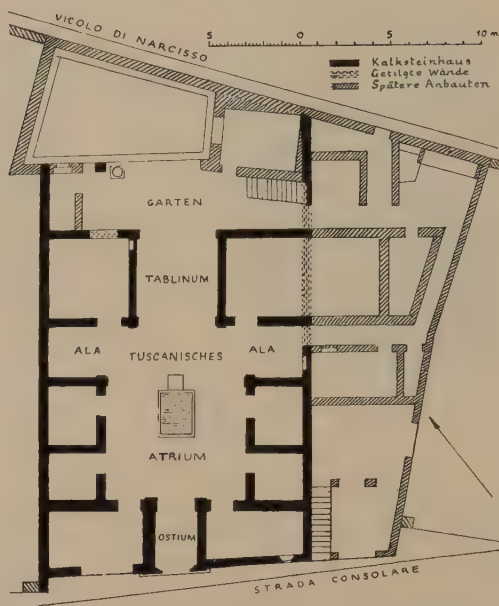 VICOLO DI NARCISSO
5 0 5 10 m.
Kalksteinhaus
Getilgte Wände
Spätere Anbauten
GARTEN
TABLINUM
ALA TUSCANISCHES ALA
ATRIUM
OSTIUM
STRADA CONSOLARE